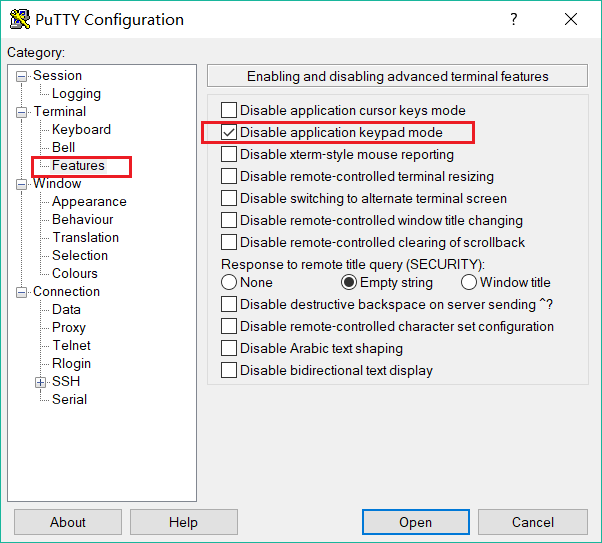 PuTTY Configuration
?
Category:
Session
Logging
Terminal
Keyboard
Bell
Features
Window
Appearance
Behaviour
Translation
Selection
Colours
Connection
Data
Proxy
Telnet
Rlogin
SSH
Serial
Enabling and disabling advanced terminal features
Disable application cursor keys mode
Disable application keypad mode
Disable xterm-style mouse reporting
Disable remote-controlled terminal resizing
Disable switching to alternate terminal screen
Disable remote-controlled window title changing
Disable remote-controlled clearing of scrollback
Response to remote title query (SECURITY):
None Empty string Window title
Disable destructive backspace on server sending ^?
Disable remote-controlled character set configuration
Disable Arabic text shaping
Disable bidirectional text display
About Help Open Cancel